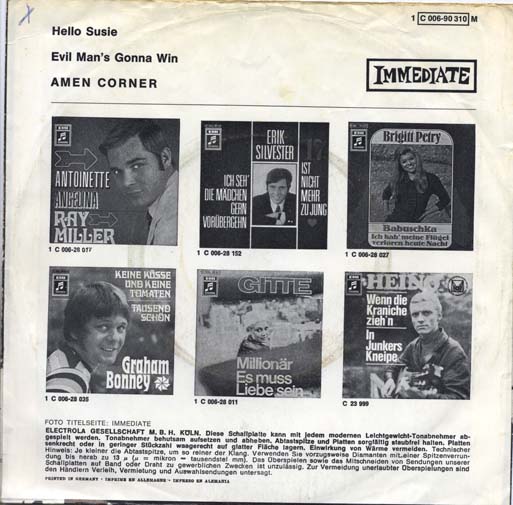 1 C 006-90 310 M
Hello Susie
Evil Man's Gonna Win
AMEN CORNER
IMMEDIATE
EMI
ANTOINETTE
ANGELINA
RAY
MILLER
1 C 006-28 077
ERIK
SILVESTER
ICH SEH'
DIE MÄDCHEN
GERN
VORÜBERGEHN
17
IST
NICHT
MEHR
ZU JUNG
1 C 006-28 152
EMI
Brigitt Petry
Babuschka
Ich hab' meine Flügel
verloren heute Nacht
1 C 006-28 027
EMI
KEINE KÜSSE
UND KEINE
TOMATEN
TAUSEND
SCHÖN
Graham
Bonney
1 C 006-28 035
GITTE
Millionär
Es muss
Liebe sein
1 C 006-28 011
EMI
HEINO
Wenn die
Kraniche
zieh'n
In
Junkers
Kneipe
C 23 999
FOTO TITELSEITE: IMMEDIATE
ELECTROLA GESELLSCHAFT M. B. H. KÖLN. Diese Schallplatte kann mit jedem modernen Leichtgewicht-Tonabnehmer ab-
gespielt werden. Tonabnehmer behutsam aufsetzen und abheben, Abtastspitze und Platten sorgfältig staubfrei halten. Platten
senkrecht oder in geringer Stückzahl waagerecht auf glatter Fläche lagern. Einwirkung von Wärme vermeiden. Technischer
Hinweis: Je kleiner die Abtastspitze, um so reiner der Klang. Verwenden Sie vorzugsweise Diamanten mit einer Spitzenverrun-
dung bis herab zu 13 µ (µ = mikron = tausendstel mm). Das Überspielen sowie das Mitschneiden von Sendungen unserer
Schallplatten auf Band oder Draht zu gewerblichen Zwecken ist unzulässig. Zur Vermeidung unerlaubter Überspielungen sind
den Händlern Verleih, Vermietung und Auswahlsendungen untersagt.
PRINTED IN GERMANY · IMPRIME EN ALLEMAGNE · IMPRESO EN ALEMANIA